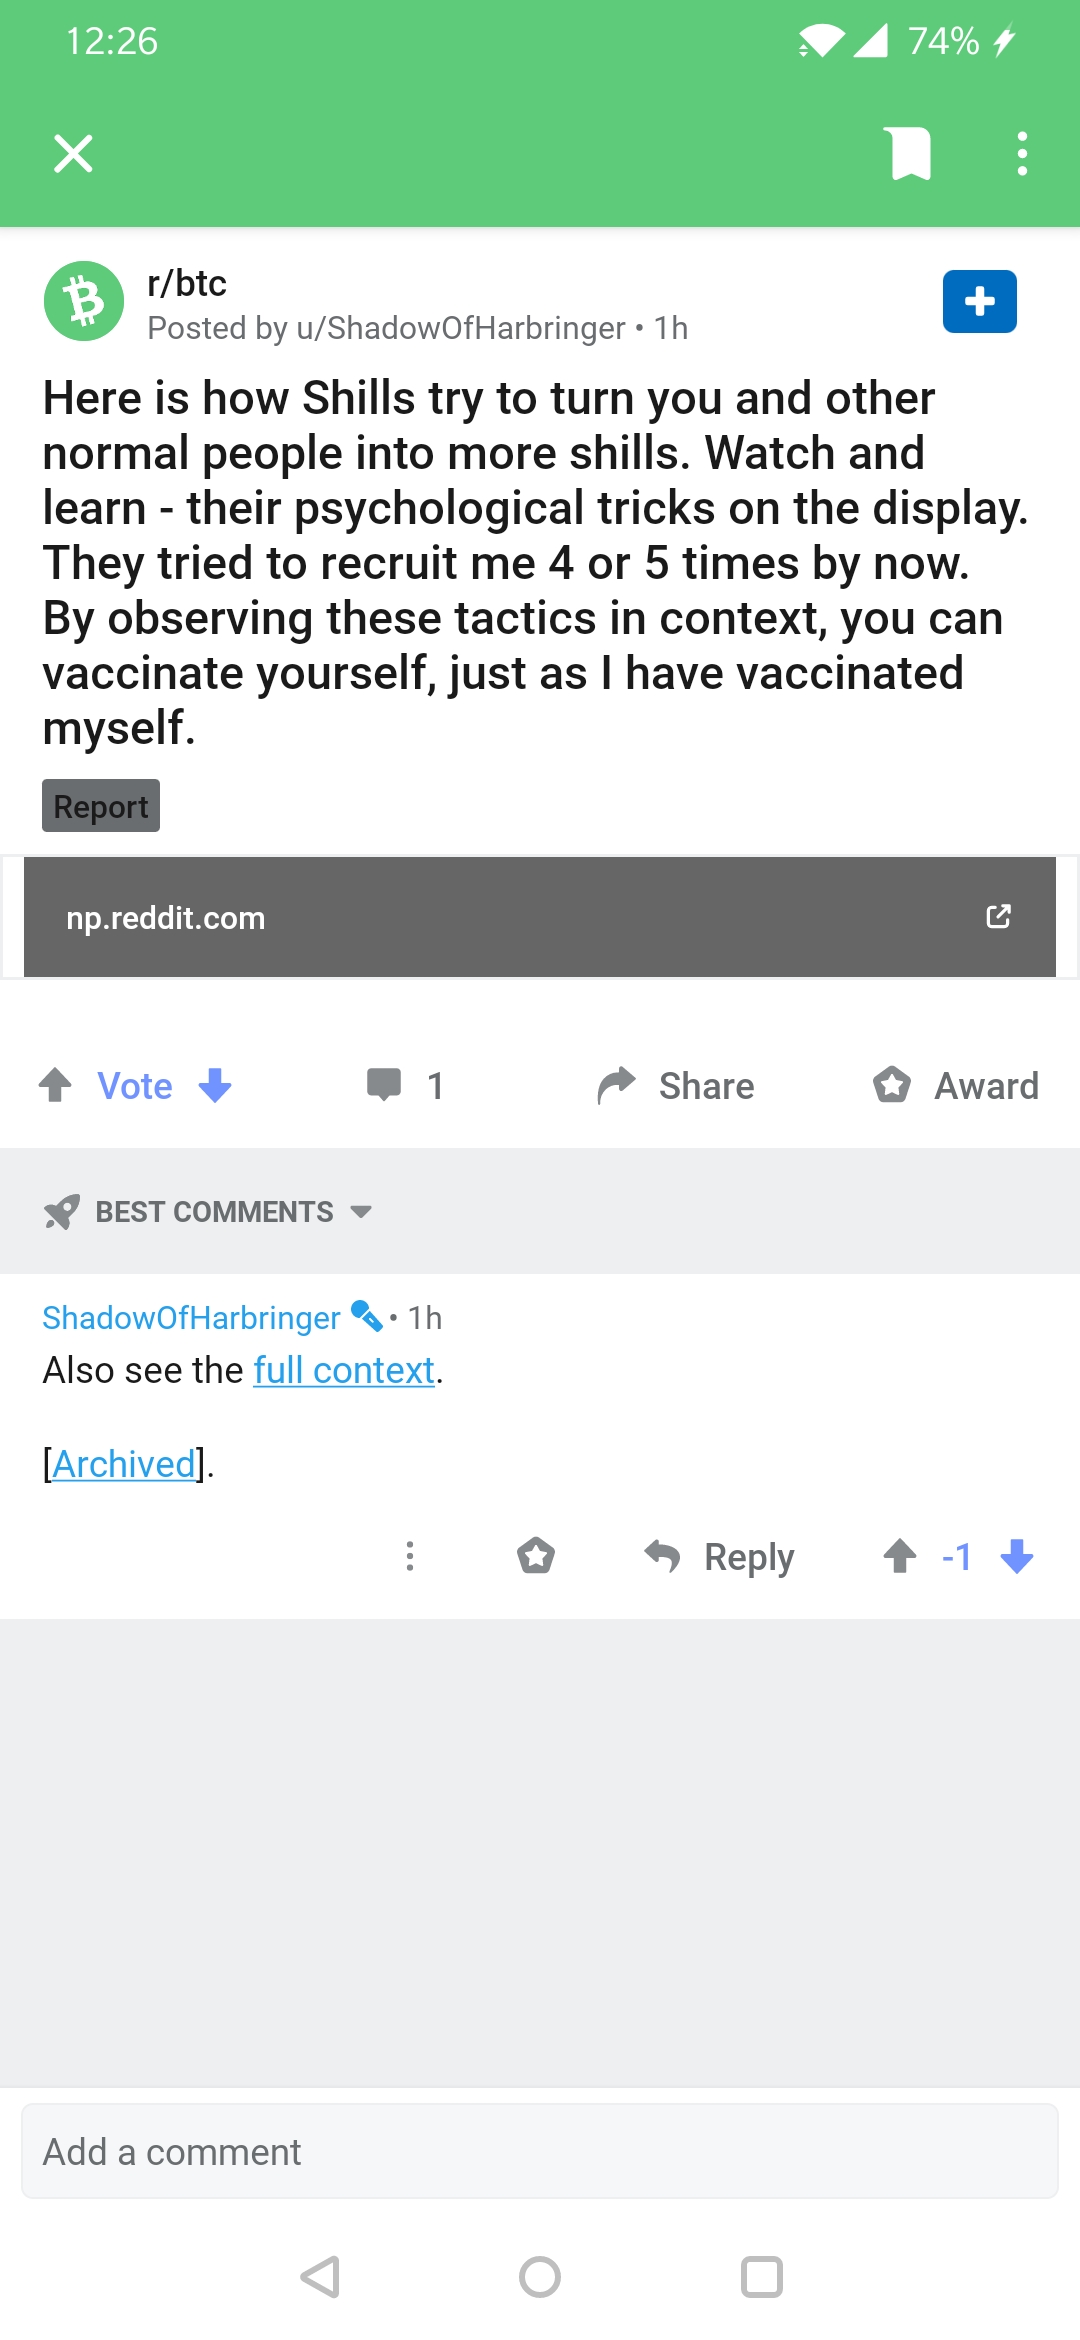 12:26
74%
r/btc
Posted by u/ShadowOfHarbringer • 1h
Here is how Shills try to turn you and other
normal people into more shills. Watch and
learn - their psychological tricks on the display.
They tried to recruit me 4 or 5 times by now.
By observing these tactics in context, you can
vaccinate yourself, just as I have vaccinated
myself.
Report
np.reddit.com
Vote
1
Share
Award
BEST COMMENTS
ShadowOfHarbringer • 1h
Also see the full context.
[Archived].
Reply
-1
Add a comment